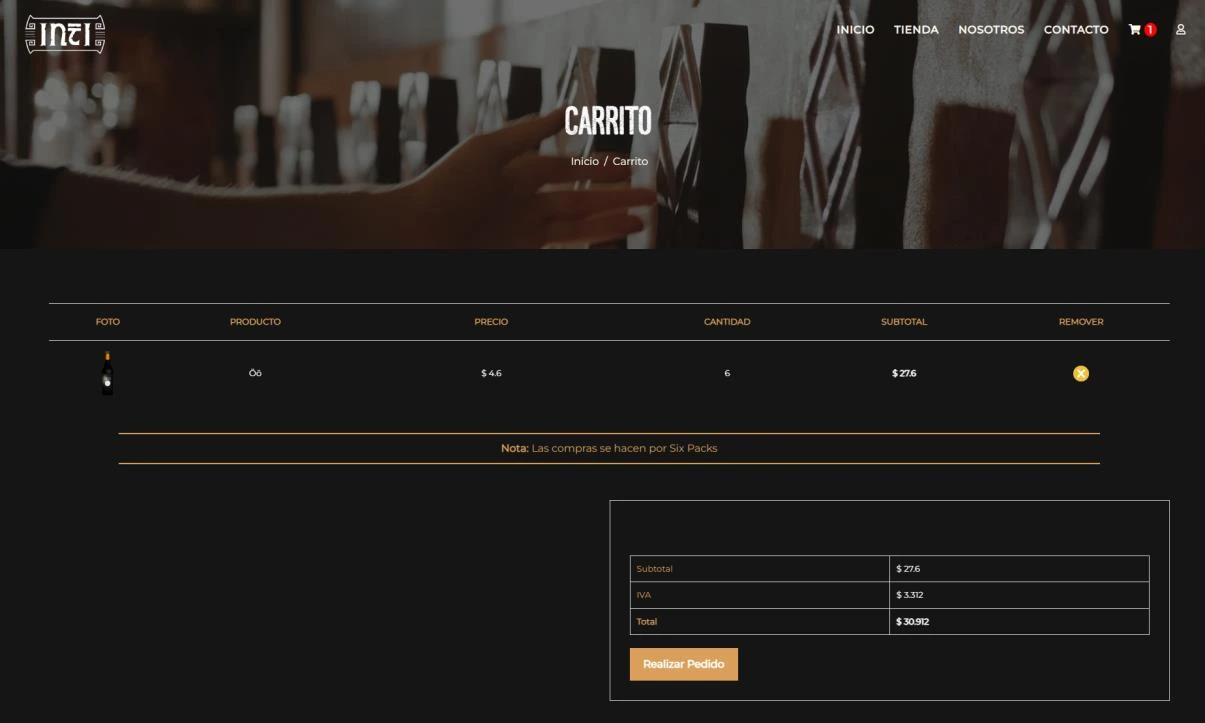 INTI
INICIO TIENDA NOSOTROS CONTACTO 1
CARRITO
Inicio / Carrito
FOTO PRODUCTO PRECIO CANTIDAD SUBTOTAL REMOVER
Ôô $ 4.6 6 $ 27.6
Nota: Las compras se hacen por Six Packs
Subtotal $ 27.6
IVA $ 3.312
Total $ 30.912
Realizar Pedido